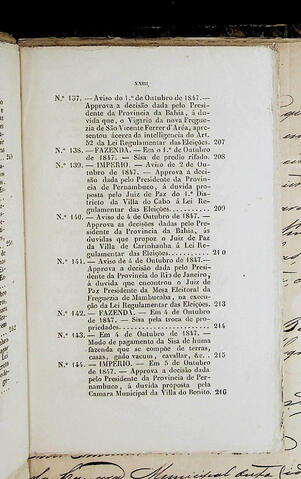 XXIII
N.º 137. — Aviso do 1.º de Outubro de 1847. —
Approva a decisão dada pelo Presi-
dente da Provincia da Bahia, á du-
vida que, o Vigario da nova Fregue-
zia de São Vicente Ferrer d'Aréa, apre-
sentou ácerca da intelligencia do Art.
52 da Lei Regulamentar das Eleições. 207
N.º 138. — FAZENDA. — Em o 1.º de Outubro
de 1847. — Sisa de predio rifado. 208
N.º 139. — IMPERIO. — Aviso de 2 de Outu-
bro de 1847. — Approva a deci-
são dada pelo Presidente da Provincia
de Pernambuco, á duvida proposta
pelo Juiz de Paz do 1.º Dis-
tricto da Villa do Cabo á Lei Re-
gulamentar das Eleições........... 209
N.º 140. — Aviso de 4 de Outubro de 1847. —
Approva as decisões dadas pelo Pre-
sidente da Provincia da Bahia, ás
duvidas que propoz o Juiz de Paz
da Villa de Carinhanha á Lei Re-
gulamentar das Eleições........... 210
N.º 141. — Aviso de 4 de Outubro de 1847. —
Approva a decisão dada pelo Presi-
dente da Provincia do Rio de Janeiro,
á duvida que encontrou o Juiz de
Paz Presidente da Mesa Eleitoral da
Freguezia de Mambucaba, na execu-
ção da Lei Regulamentar das Eleições. 213
N.º 142. — FAZENDA. — Em 4 de Outubro
de 1847. — Sisa pela troca de pro-
priedades........................ 214
N.º 143. — Em 4 de Outubro de 1847. —
Modo de pagamento da Sisa de huma
fazenda que se compõe de terras,
casas, gado vacum, cavallar, &c. . 215
N.º 144. — IMPERIO. — Em 5 de Outubro
de 1847. — Approva a decisão dada
pelo Presidente da Provincia de Per-
nambuco, á duvida proposta pela
Camara Municipal da Villa do Bonito. 216